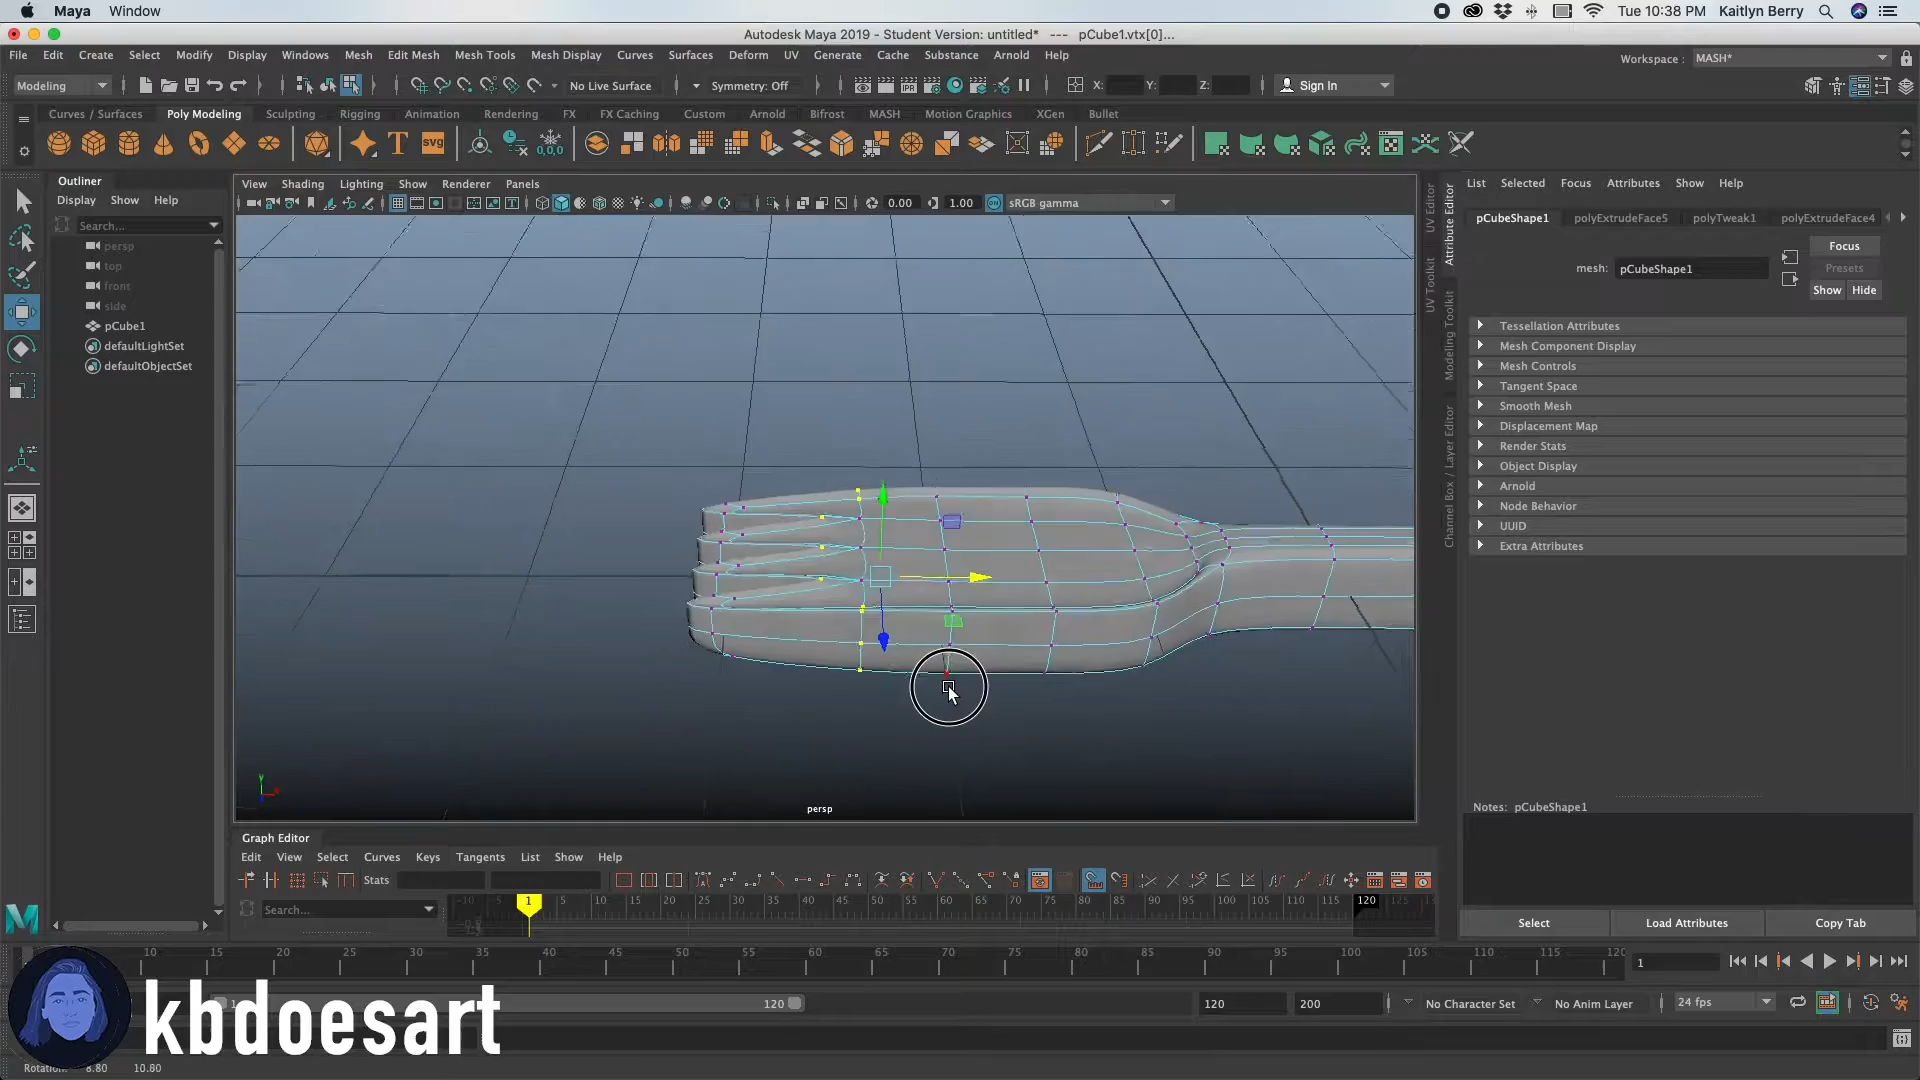 Maya Window Tue 10:38 PM Kaitlyn Berry
Autodesk Maya 2019 - Student Version: untitled* --- pCube1.vtx[0]...
File Edit Create Select Modify Display Windows Mesh Edit Mesh Mesh Tools Mesh Display Curves Surfaces Deform UV Generate Cache Substance Arnold Help Workspace : MASH*
Modeling No Live Surface Symmetry: Off X: Y: Z: Sign In
Curves / Surfaces Poly Modeling Sculpting Rigging Animation Rendering FX FX Caching Custom Arnold Bifrost MASH Motion Graphics XGen Bullet
T SVG 0,0,0
Outliner
Display Show Help
Search...
persp
top
front
side
pCube1
defaultLightSet
defaultObjectSet
View Shading Lighting Show Renderer Panels
0.00 1.00 sRGB gamma
persp
UV Editor
UV Toolkit
Attribute Editor
Modeling Toolkit
Channel Box / Layer Editor
List Selected Focus Attributes Show Help
pCubeShape1 polyExtrudeFace5 polyTweak1 polyExtrudeFace4
mesh: pCubeShape1
Focus
Presets
Show Hide
Tessellation Attributes
Mesh Component Display
Mesh Controls
Tangent Space
Smooth Mesh
Displacement Map
Render Stats
Object Display
Arnold
Node Behavior
UUID
Extra Attributes
Notes: pCubeShape1
Select Load Attributes Copy Tab
Graph Editor
Edit View Select Curves Keys Tangents List Show Help
Stats
Search...
-10 -5 1 5 10 15 20 25 30 35 40 45 50 55 60 65 70 75 80 85 90 95 100 105 110 115 120
10 15 20 25 30 35 40 45 50 55 60 65 70 75 80 85 90 95 100 105 110 115 120 1
1 120 120 200 No Character Set No Anim Layer 24 fps
kbdoesart
Rotation: 8.80 10.80